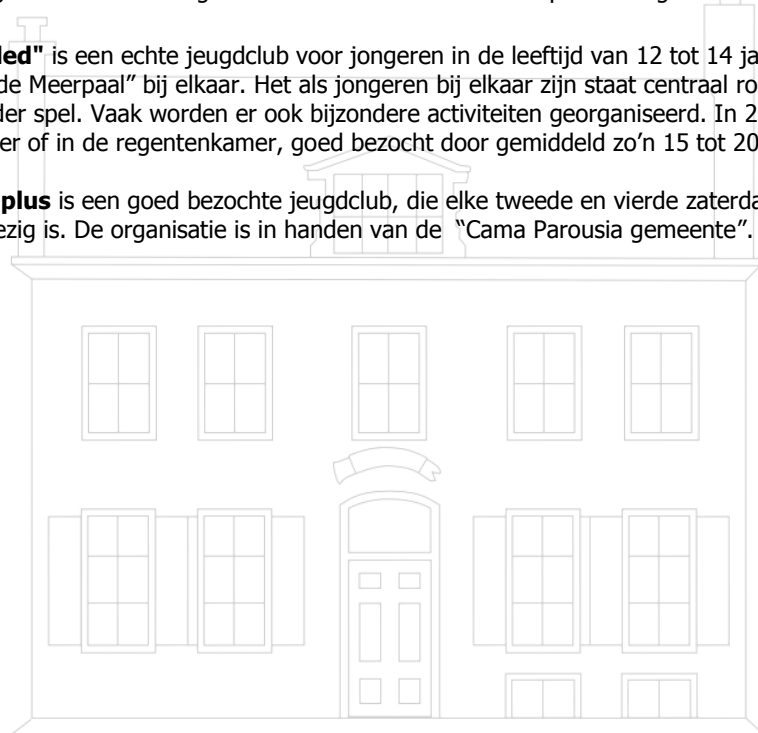 led" is een echte jeugdclub voor jongeren in de leeftijd van 12 tot 14 ja
de Meerpaal" bij elkaar. Het als jongeren bij elkaar zijn staat centraal ro
der spel. Vaak worden er ook bijzondere activiteiten georganiseerd. In 2
er of in de regentenkamer, goed bezocht door gemiddeld zo'n 15 tot 20
plus is een goed bezochte jeugdclub, die elke tweede en vierde zaterda
ezig is. De organisatie is in handen van de “Cama Parousia gemeente”.